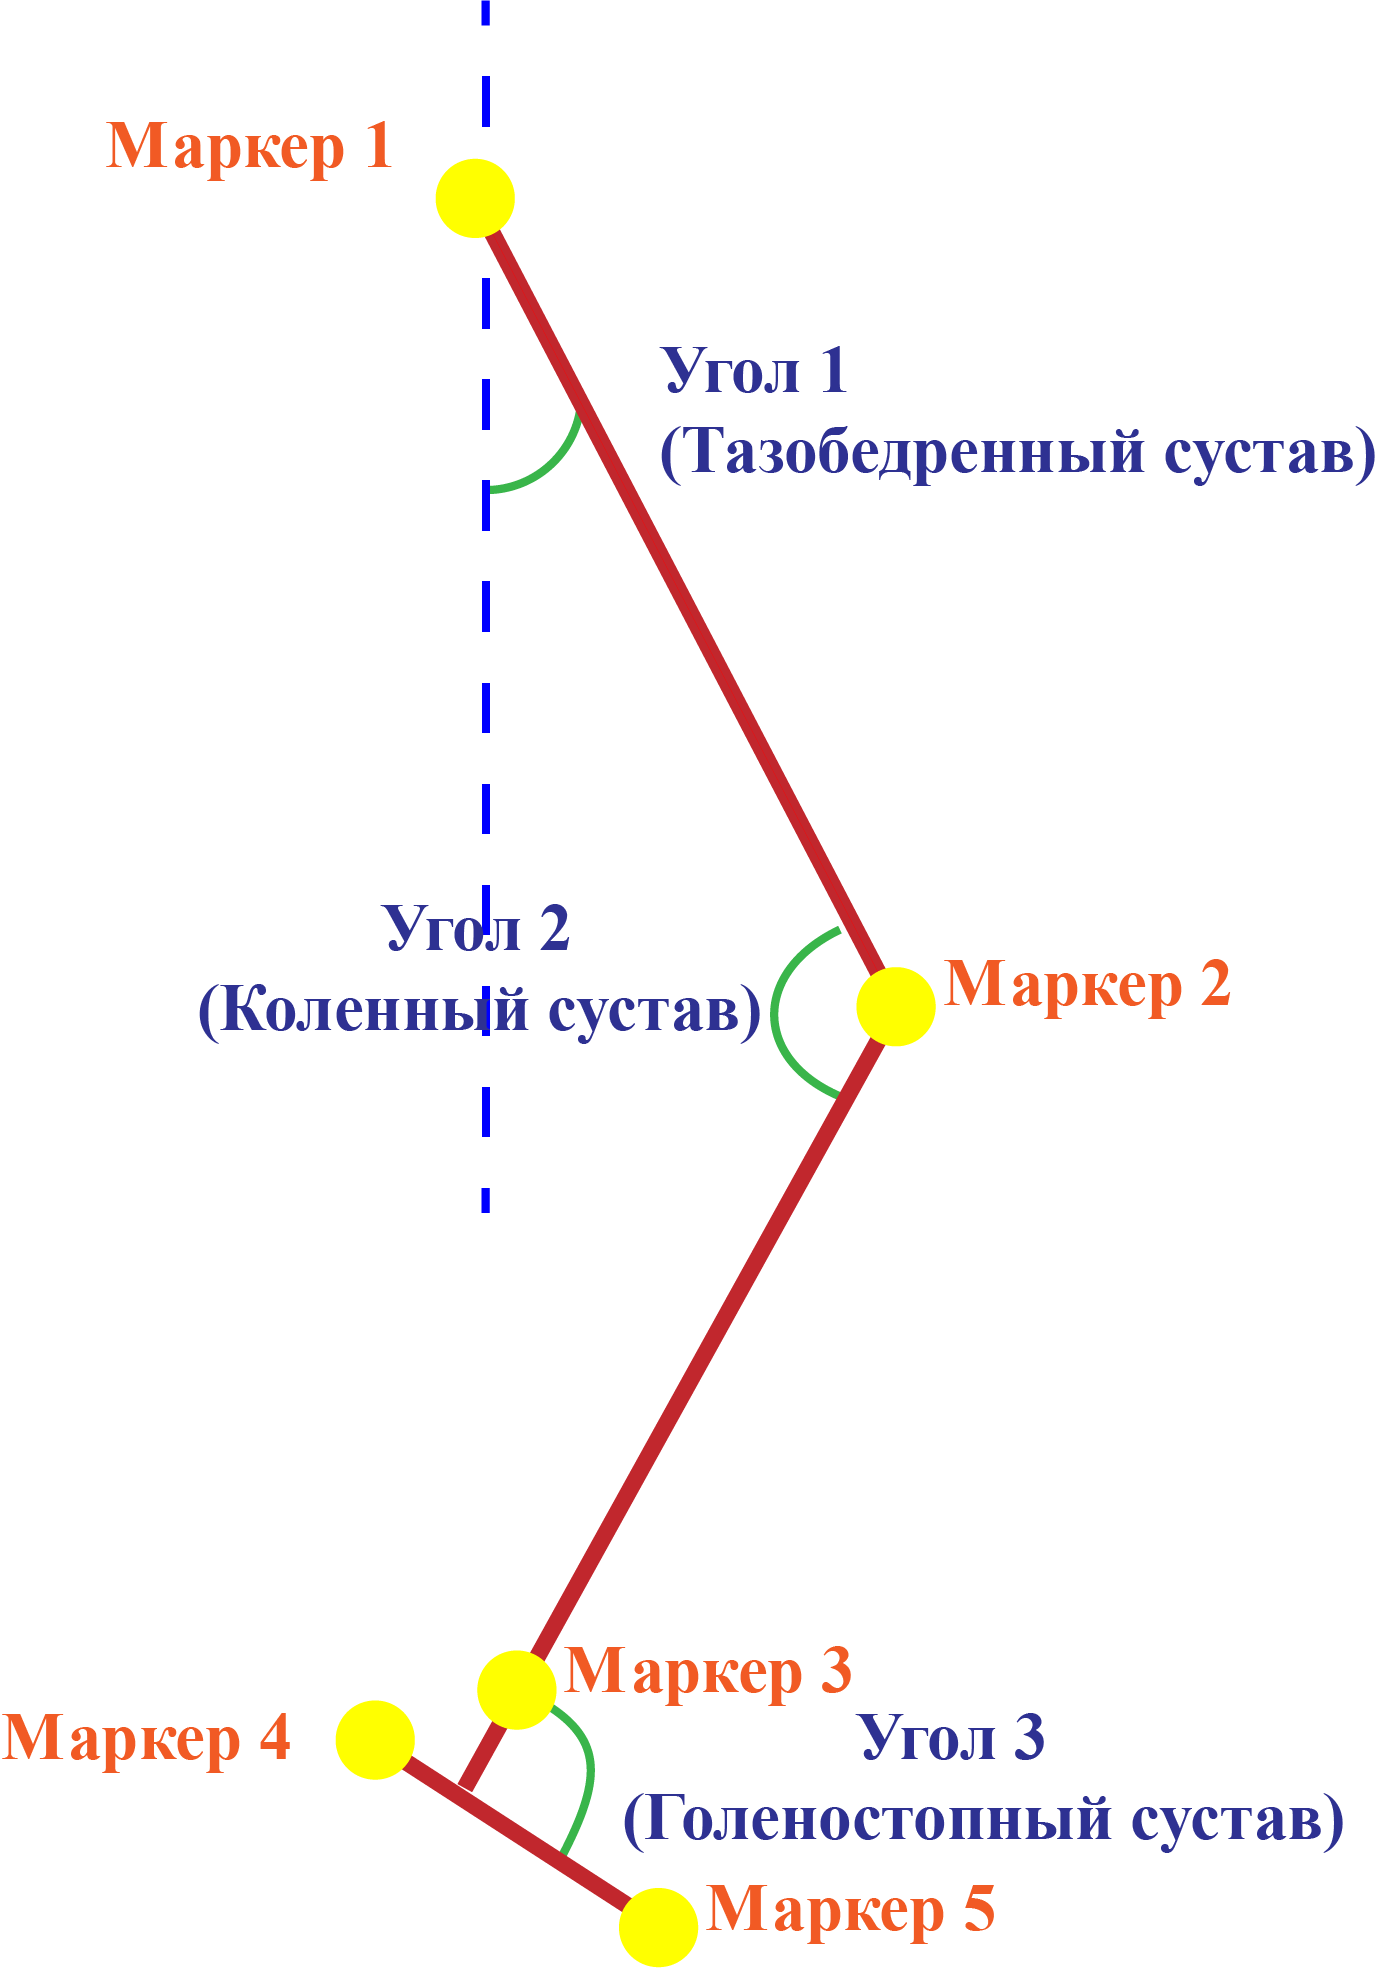 Маркер 1
Угол 1
(Тазобедренный сустав)
Угол 2
(Коленный сустав)
Маркер 2
Маркер 3
Маркер 4
Угол 3
(Голеностопный сустав)
Маркер 5